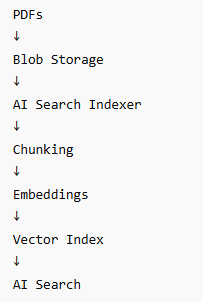 PDFs
↓
Blob Storage
↓
AI Search Indexer
↓
Chunking
↓
Embeddings
↓
Vector Index
↓
AI Search